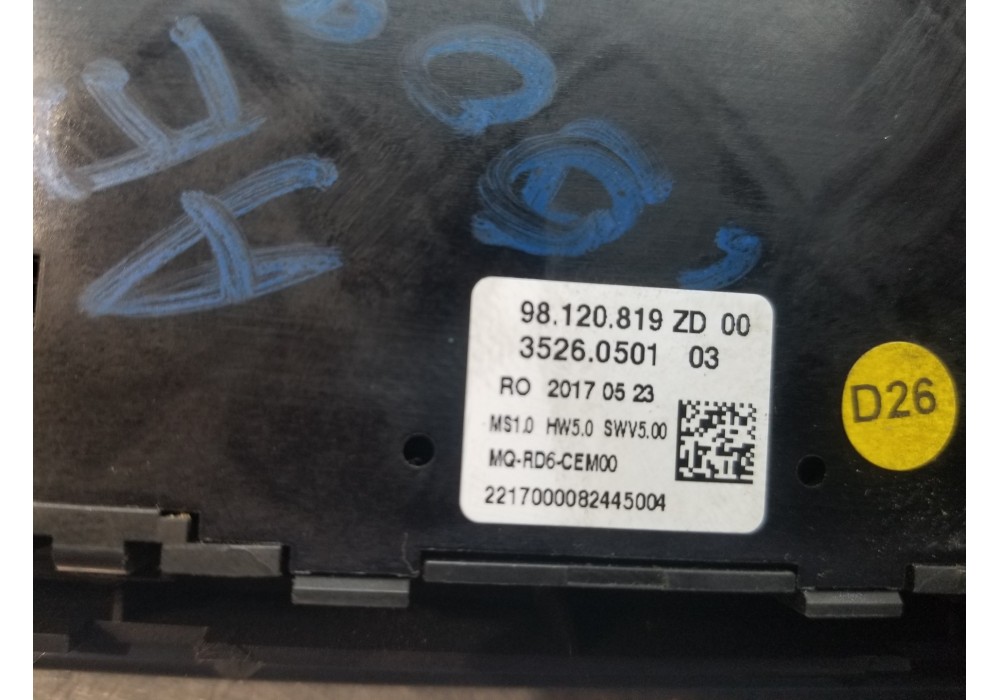 98.120.819 ZD 00
3526.0501 03
RO 2017 05 23
MS1.0 HW5.0 SWV5.00
MQ-RD6-CEM00
2217000082445004
D26